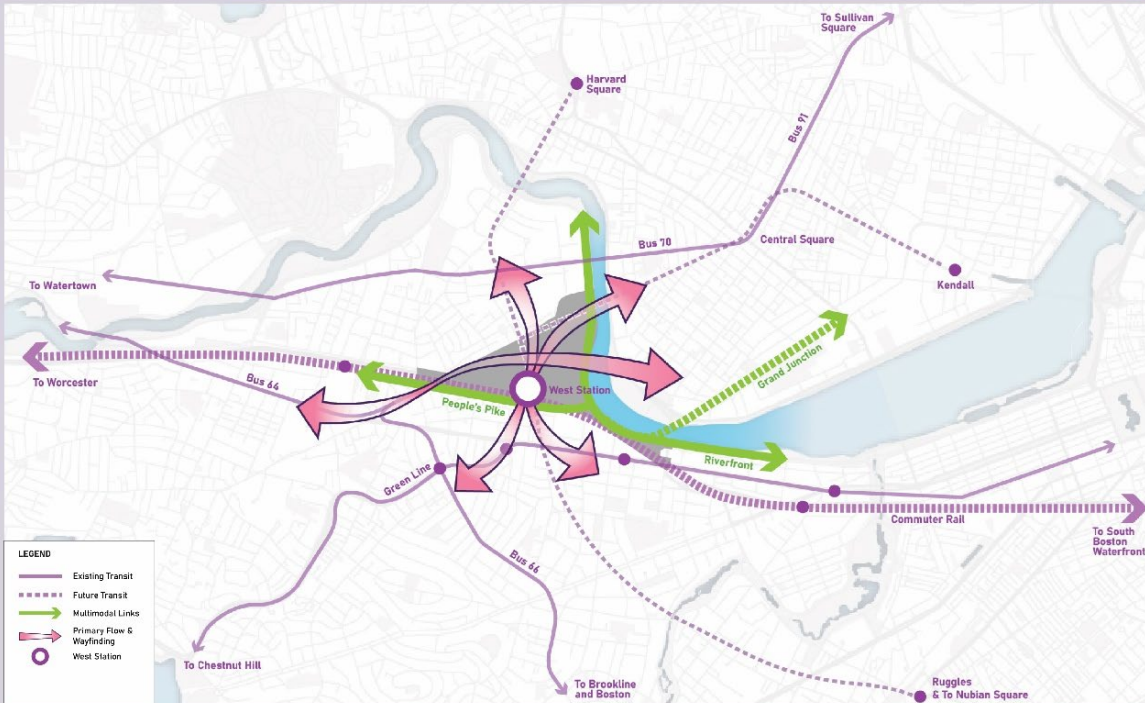 To Sullivan
Square
Harvard
Square
Bus 91
Bus 70
Central Square
To Watertown
Kendall
To Worcester
Bus 64
West Station
Grand Junction
People's Pike
Riverfront
Green Line
Commuter Rail
To South
Boston
Waterfront
Bus 66
LEGEND
Existing Transit
Future Transit
Multimodal Links
Primary Flow &
Wayfinding
West Station
To Chestnut Hill
To Brookline
and Boston
Ruggles
& To Nubian Square